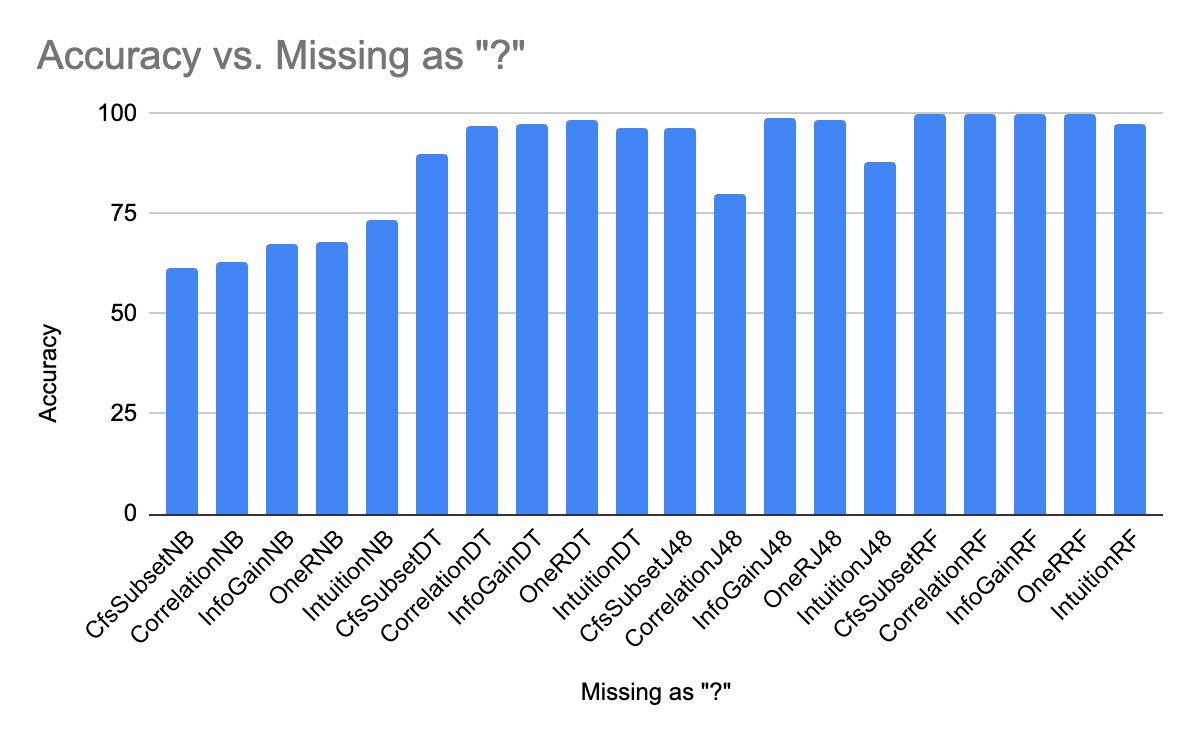 Accuracy vs. Missing as "?"
100
75
50
25
0
Accuracy
CfsSubsetNB
CorrelationNB
InfoGainNB
OneRNB
IntuitionNB
CfsSubsetDT
CorrelationDT
InfoGainDT
OneRDT
IntuitionDT
CfsSubsetJ48
CorrelationJ48
InfoGainJ48
OneRJ48
IntuitionJ48
CfsSubsetRF
CorrelationRF
InfoGainRF
OneRRF
IntuitionRF
Missing as "?"